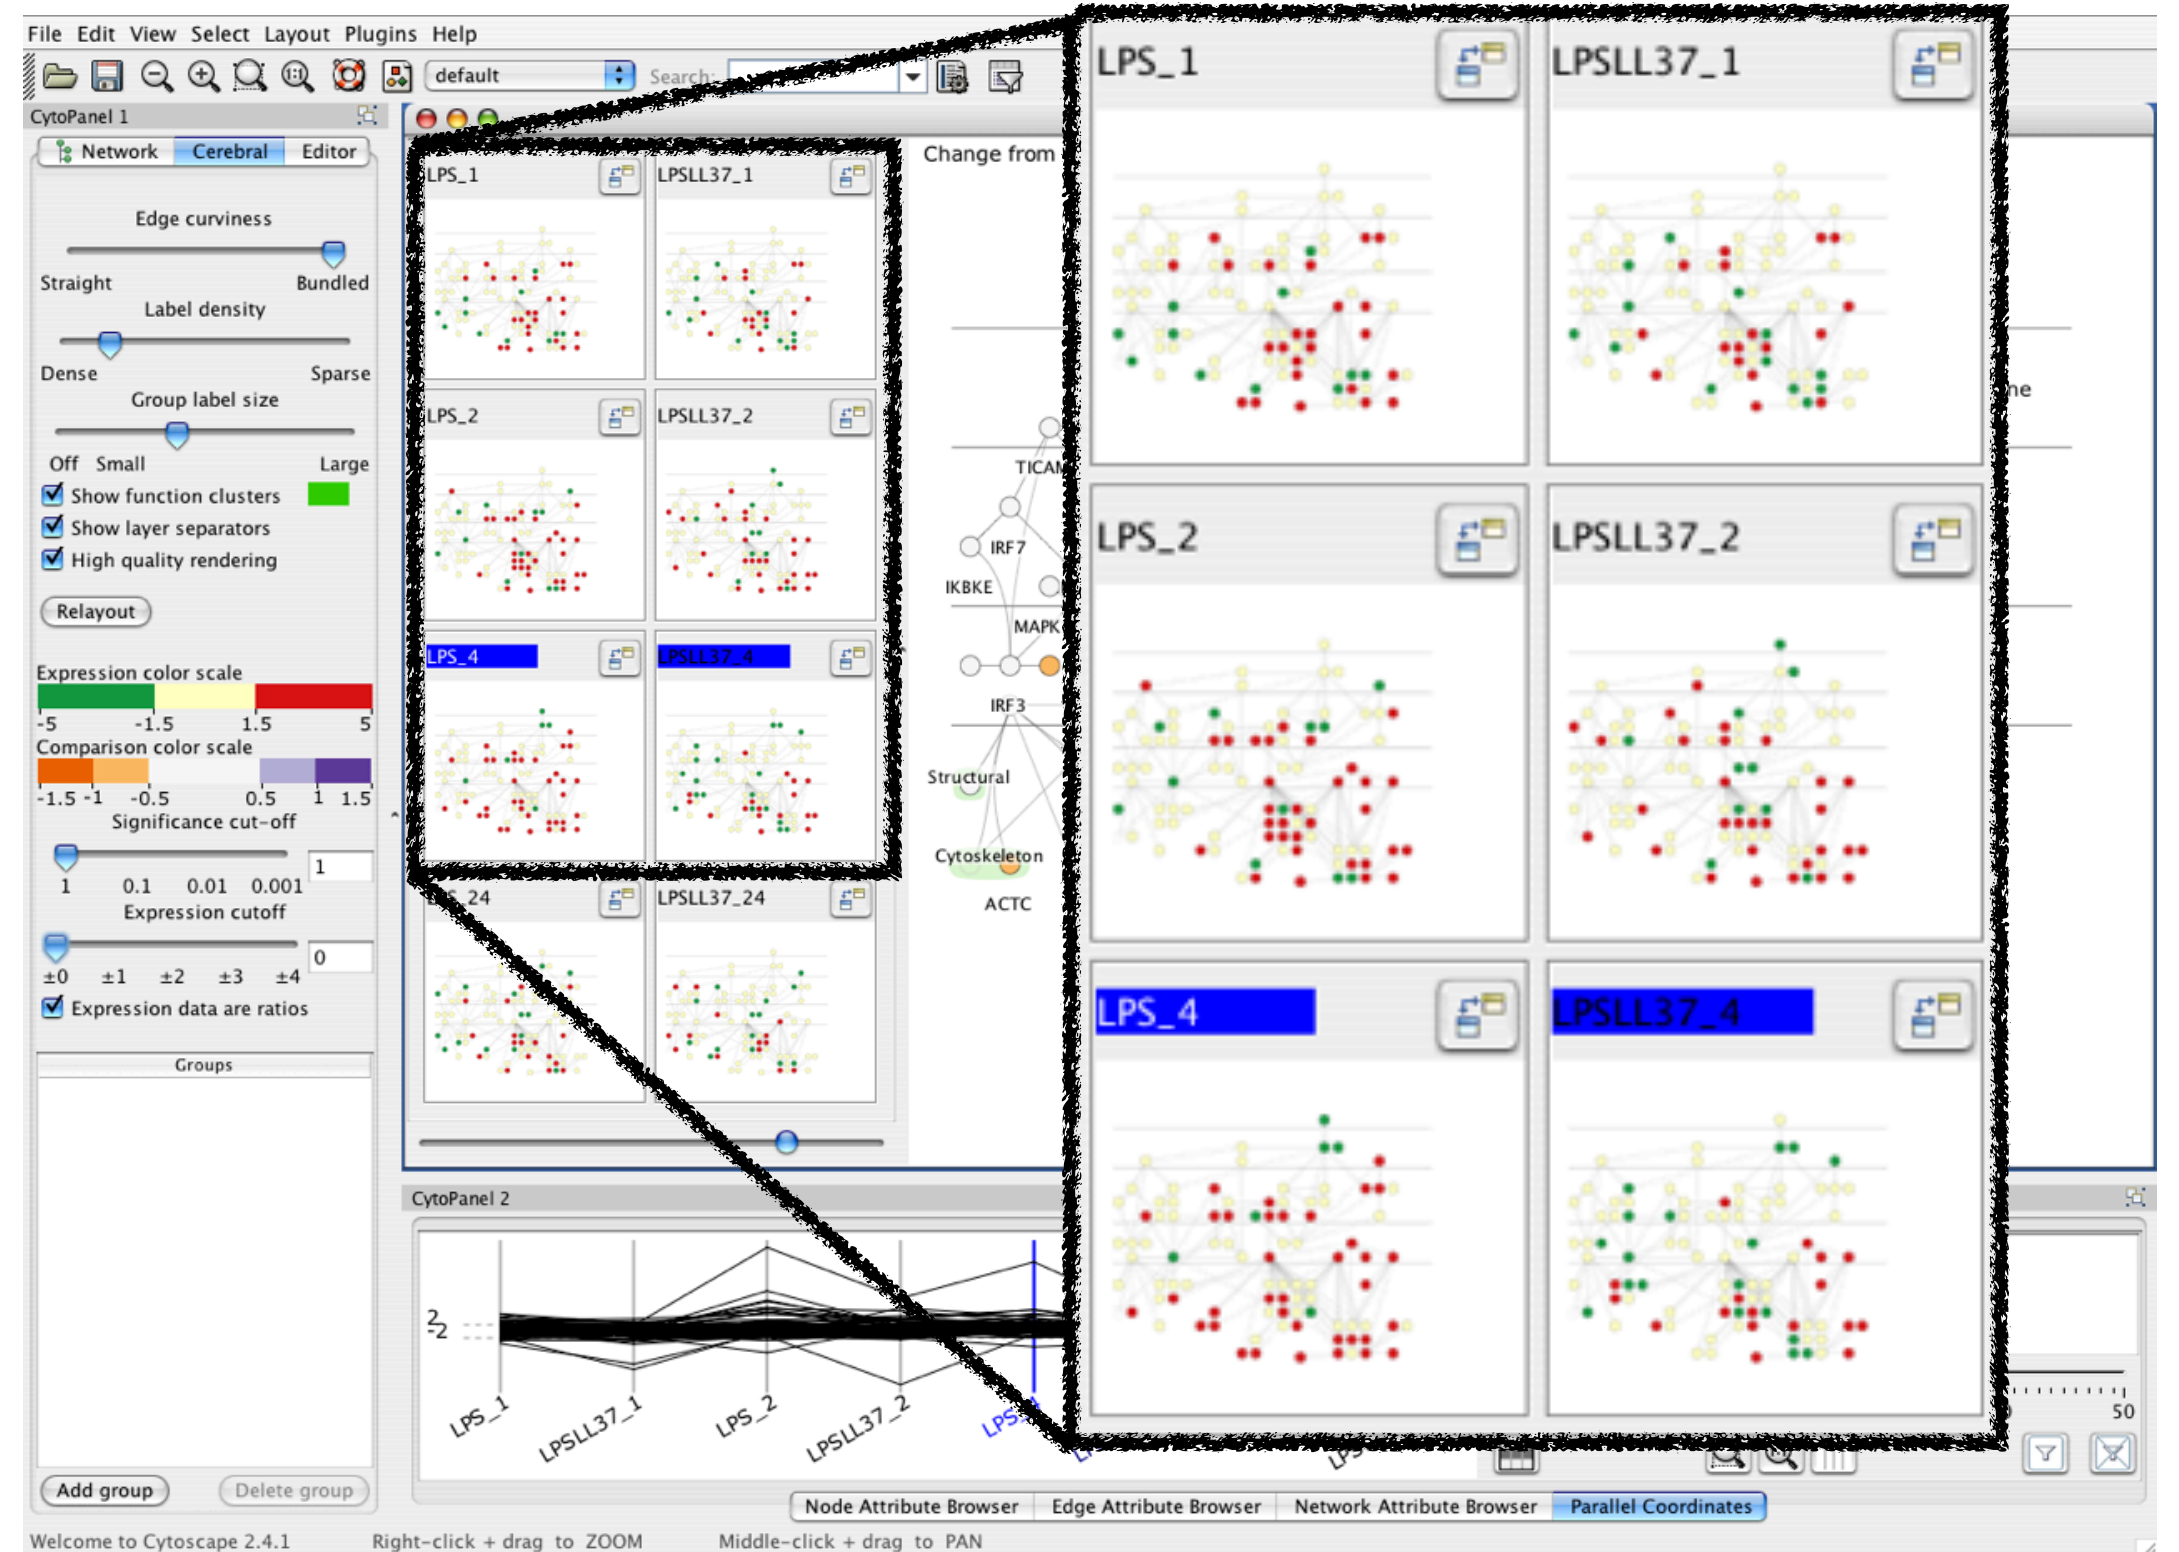 File Edit View Select Layout Plugins Help
default
Search:
CytoPanel 1
Network Cerebral Editor
Edge curviness
Straight Bundled
Label density
Dense Sparse
Group label size
Off Small Large
Show function clusters
Show layer separators
High quality rendering
Relayout
Expression color scale
-5 -1.5 1.5 5
Comparison color scale
-1.5 -1 -0.5 0.5 1 1.5
Significance cut-off
1
1 0.1 0.01 0.001
Expression cutoff
0
±0 ±1 ±2 ±3 ±4
Expression data are ratios
Groups
Add group Delete group
LPS_1 LPSLL37_1
LPS_2 LPSLL37_2
LPS_4 LPSLL37_4
_24 LPSLL37_24
Change from
TICAM
IRF7
IKBKE
MAPK
IRF3
Structural
Cytoskeleton
ACTC
LPS_1 LPSLL37_1
LPS_2 LPSLL37_2
LPS_4 LPSLL37_4
ne
CytoPanel 2
2
-2
LPS_1 LPSLL37_1 LPS_2 LPSLL37_2
50
Node Attribute Browser Edge Attribute Browser Network Attribute Browser Parallel Coordinates
Welcome to Cytoscape 2.4.1 Right-click + drag to ZOOM Middle-click + drag to PAN